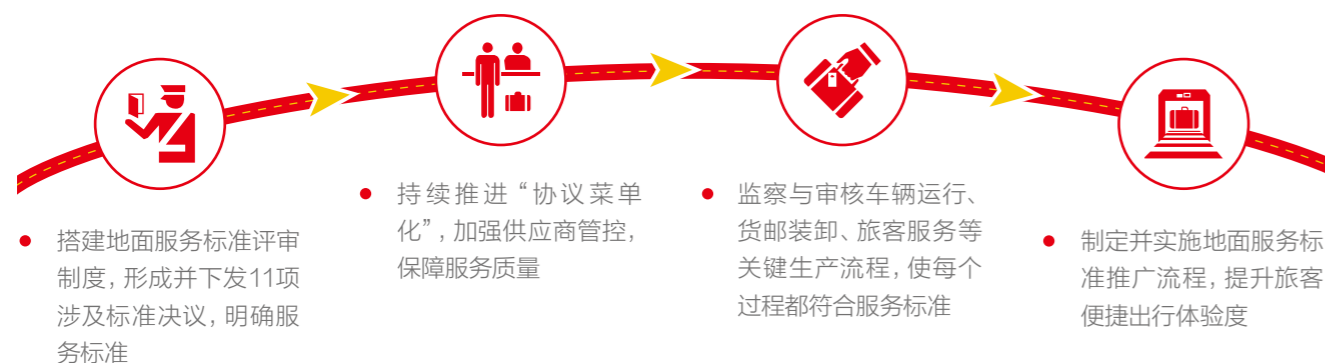 搭建地面服务标准评审
制度，形成并下发11项
涉及标准决议，明确服
务标准
持续推进“协议菜单
化”，加强供应商管控，
保障服务质量
监察与审核车辆运行、
货邮装卸、旅客服务等
关键生产流程，使每个
过程都符合服务标准
制定并实施地面服务标
准推广流程，提升旅客
便捷出行体验度